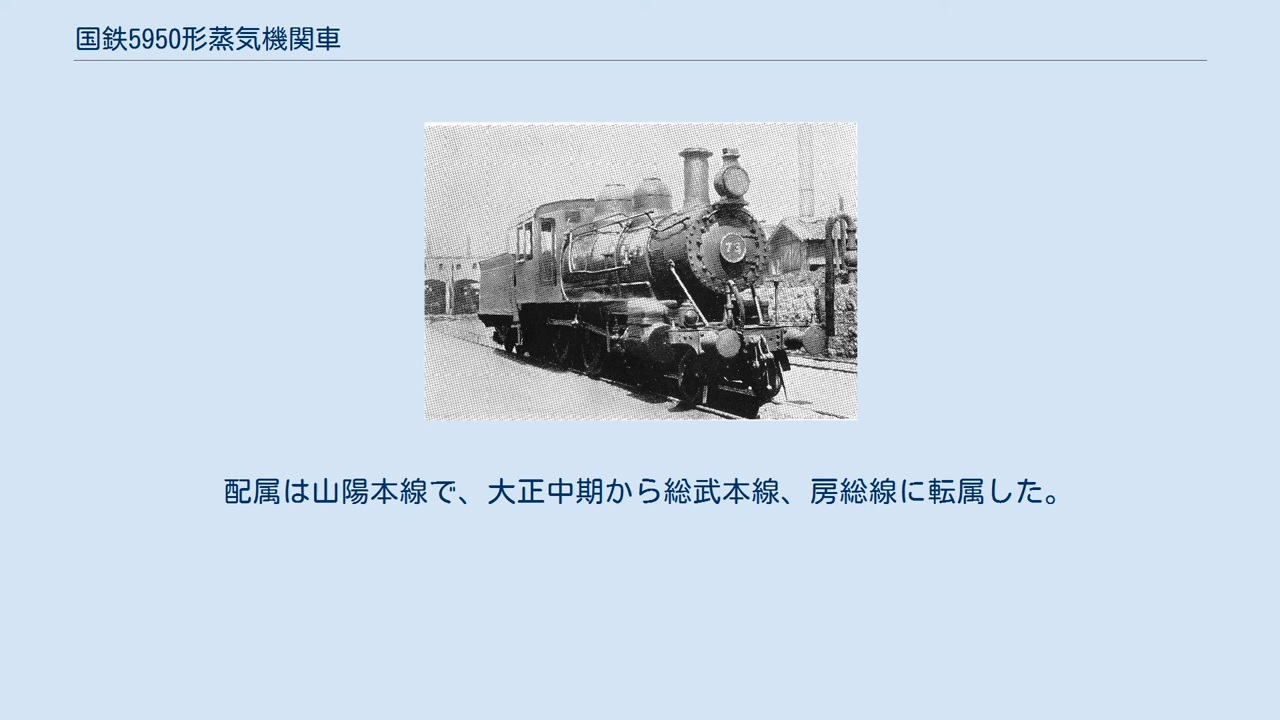 国鉄5950形蒸気機関車
73
配属は山陽本線で、大正中期から総武本線、房総線に転属した。